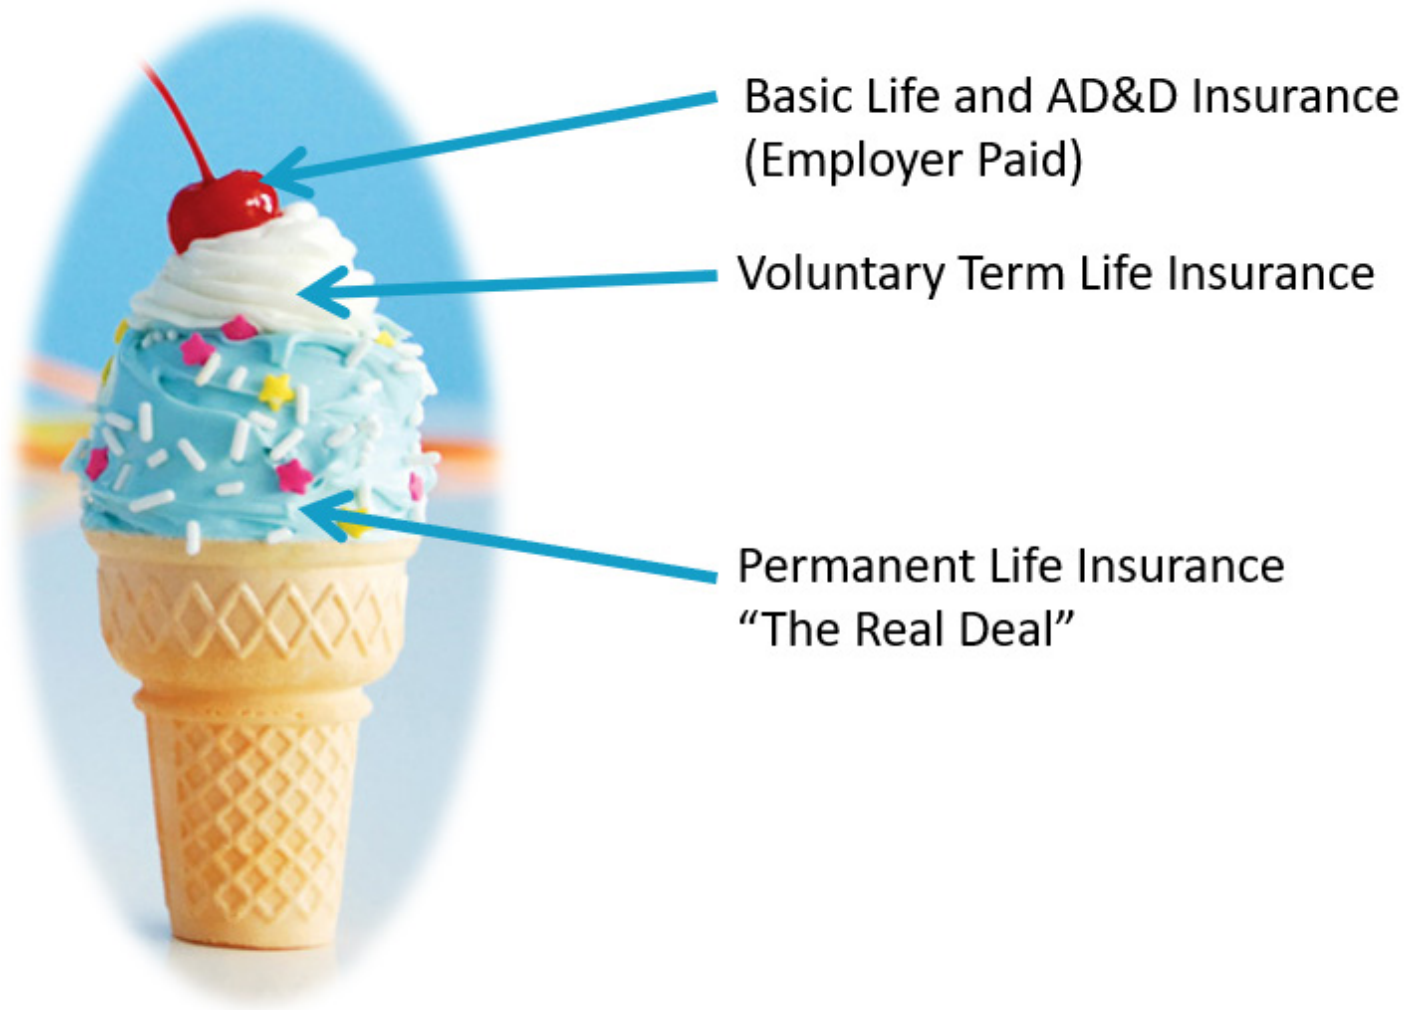 Basic Life and AD&D Insurance
(Employer Paid)
Voluntary Term Life Insurance
Permanent Life Insurance
“The Real Deal”